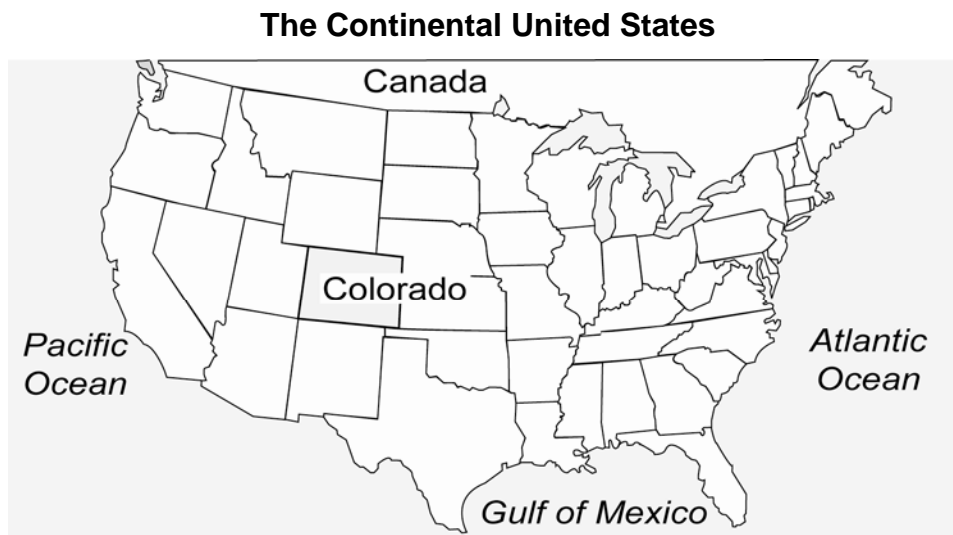 The Continental United States
Canada
Colorado
Pacific
Ocean
Atlantic
Ocean
Gulf of Mexico